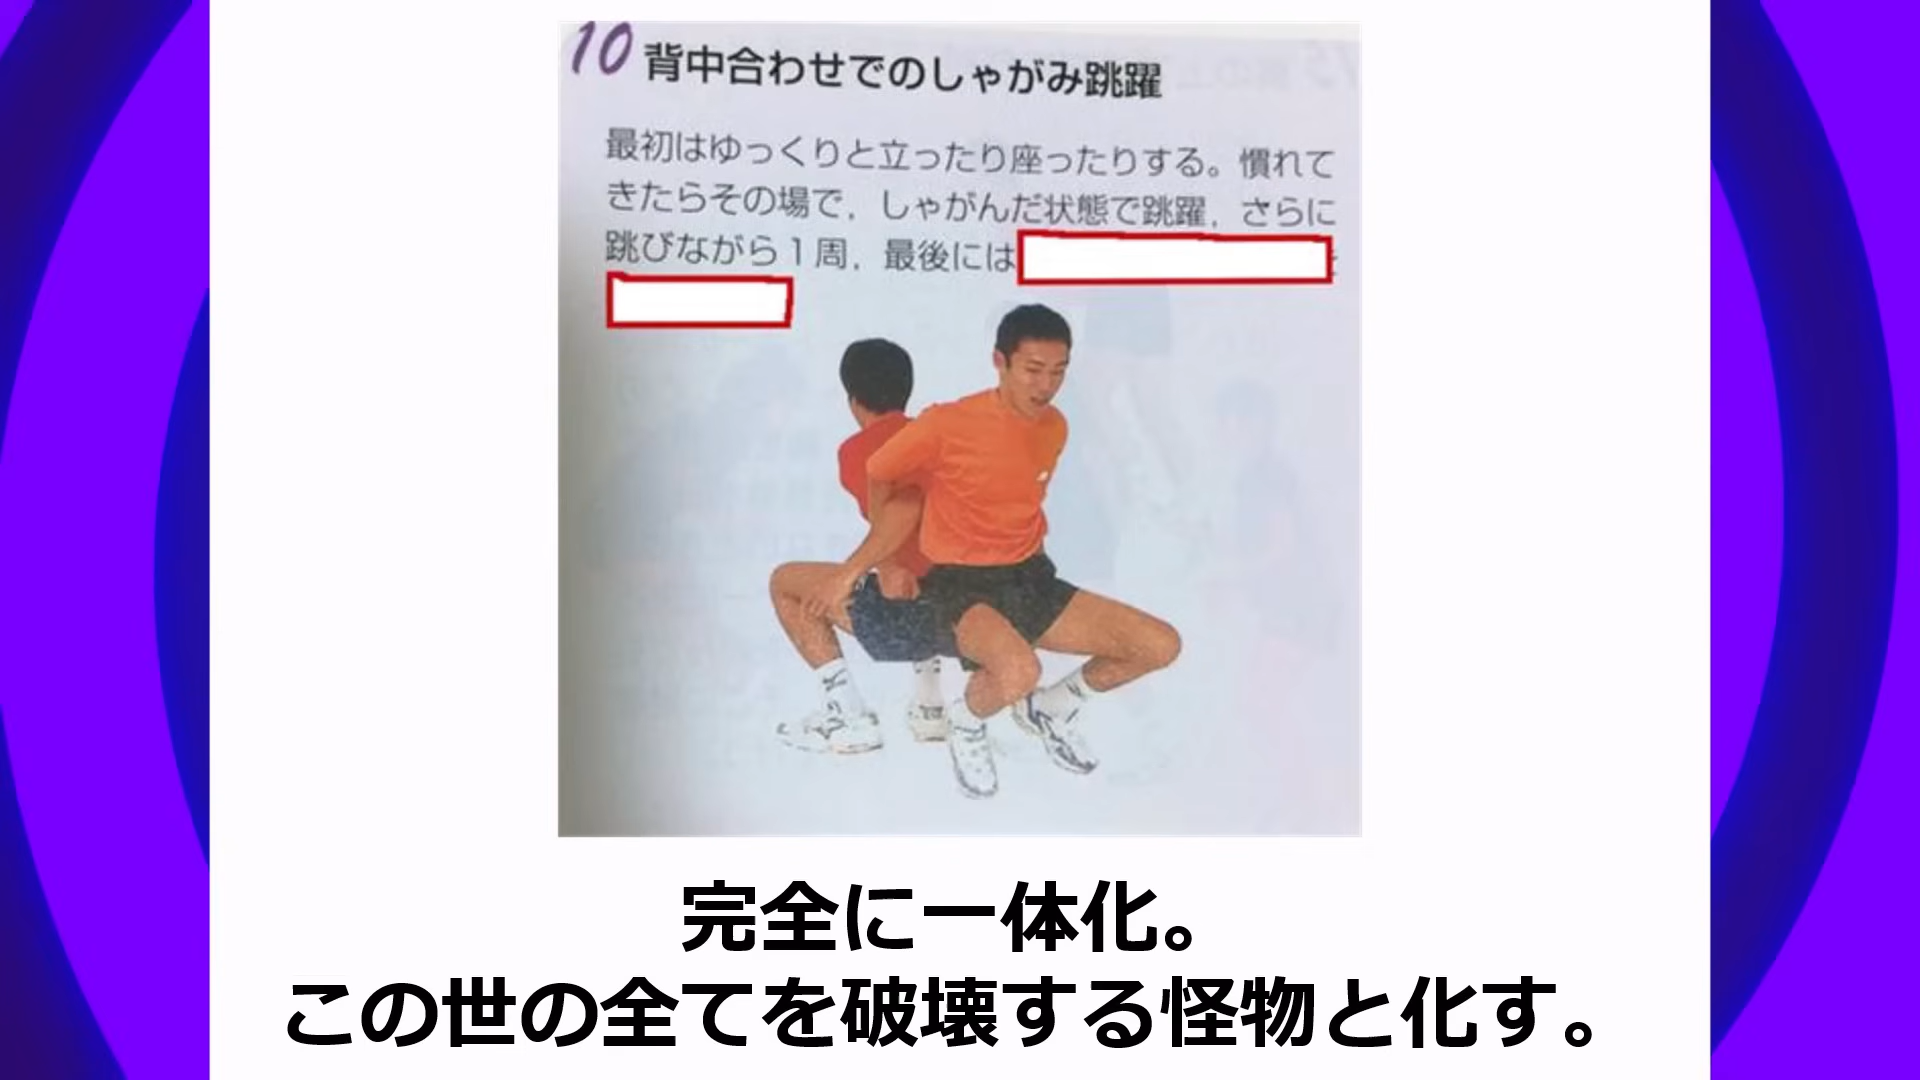 10 背中合わせでのしゃがみ跳躍
最初はゆっくりと立ったり座ったりする。慣れて
きたらその場で，しゃがんだ状態で跳躍，さらに
跳びながら1周，最後には
完全に一体化。
この世の全てを破壊する怪物と化す。